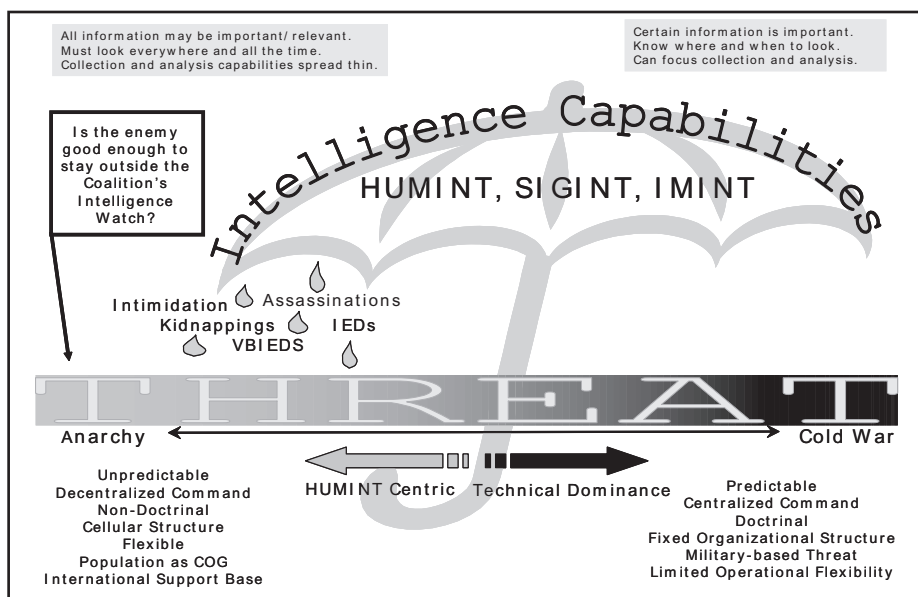 All information may be important/ relevant.
Must look everywhere and all the time.
Collection and analysis capabilities spread thin.
Certain information is important.
Know where and when to look.
Can focus collection and analysis.
Is the enemy
good enough to
stay outside the
Coalition's
Intelligence
Watch?
Intelligence Capabilities
HUMINT, SIGINT, IMINT
Intimidation
Assassinations
Kidnappings
IEDs
VBIEDS
THREAT
Anarchy
Cold War
HUMINT Centric
Technical Dominance
Unpredictable
Decentralized Command
Non-Doctrinal
Cellular Structure
Flexible
Population as COG
International Support Base
Predictable
Centralized Command
Doctrinal
Fixed Organizational Structure
Military-based Threat
Limited Operational Flexibility